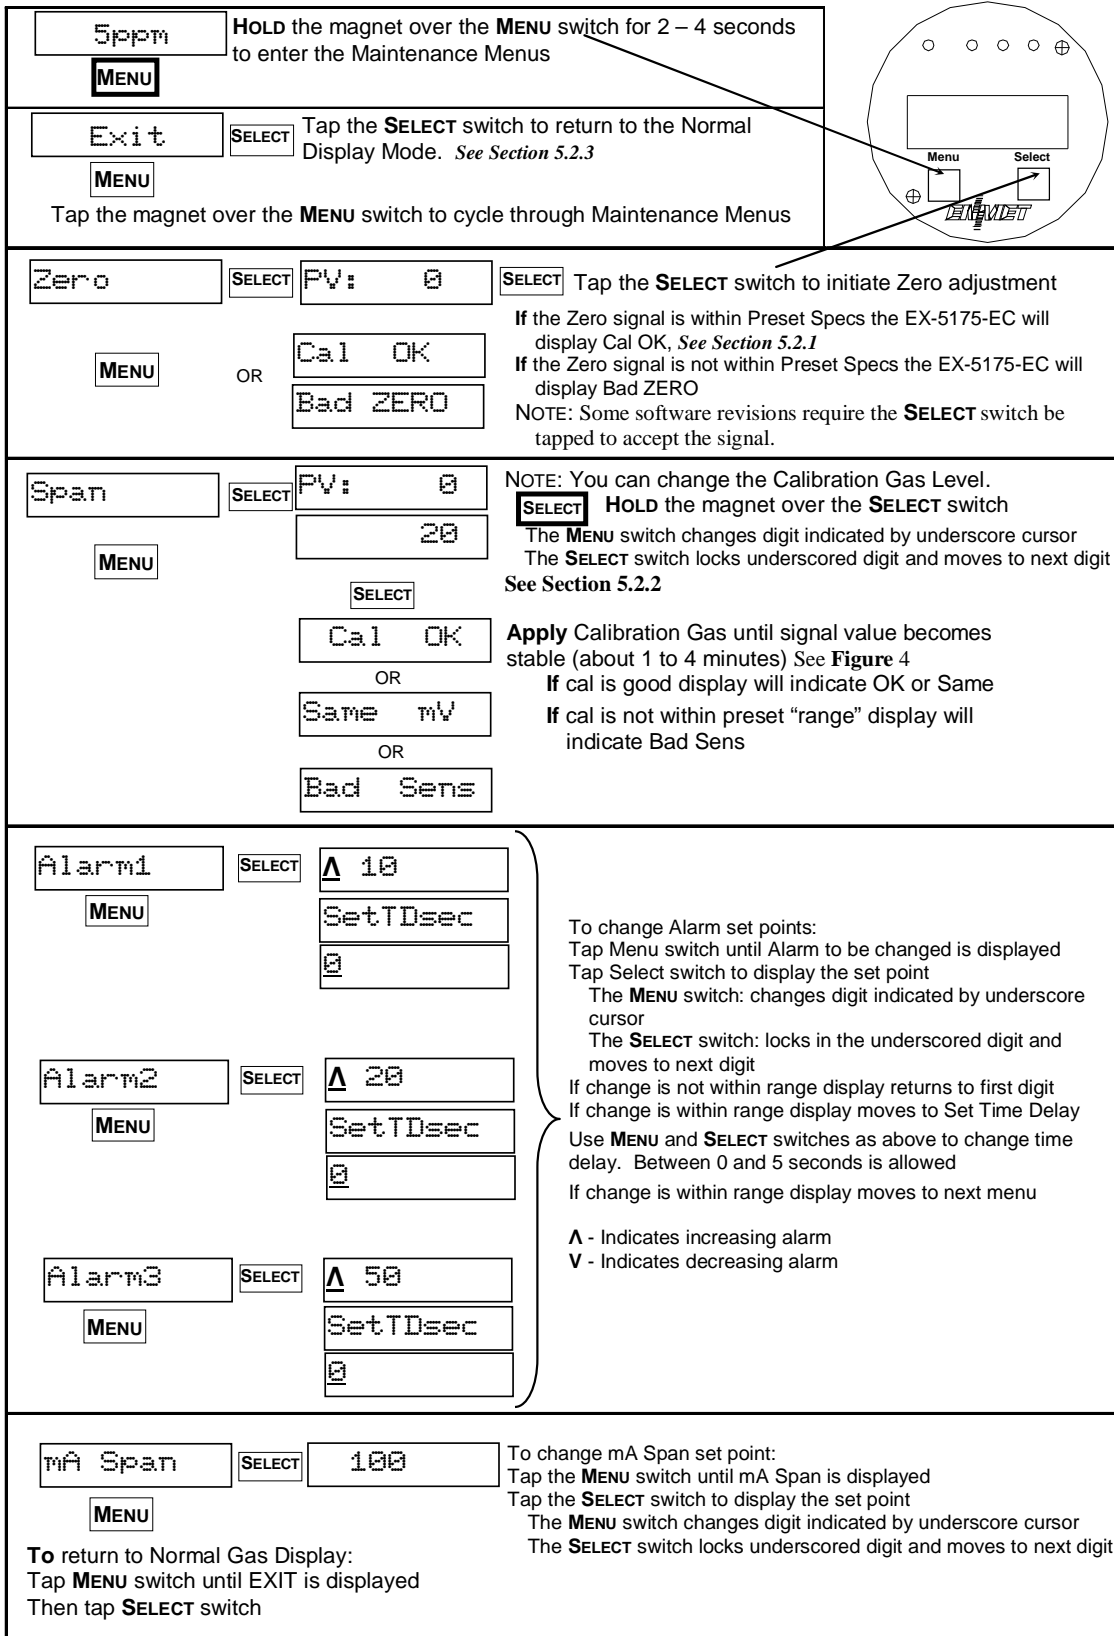 5ppm
HOLD the magnet over the MENU switch for 2 – 4 seconds
to enter the Maintenance Menus
MENU
Exit
SELECT
Tap the SELECT switch to return to the Normal
Display Mode. See Section 5.2.3
MENU
Tap the magnet over the MENU switch to cycle through Maintenance Menus
Menu
Select
ENMET
Zero
SELECT
PV: 0
SELECT
Tap the SELECT switch to initiate Zero adjustment
MENU
OR
Cal OK
Bad ZERO
If the Zero signal is within Preset Specs the EX-5175-EC will
display Cal OK, See Section 5.2.1
If the Zero signal is not within Preset Specs the EX-5175-EC will
display Bad ZERO
NOTE: Some software revisions require the SELECT switch be
tapped to accept the signal.
Span
SELECT
PV: 0
20
MENU
NOTE: You can change the Calibration Gas Level.
SELECT HOLD the magnet over the SELECT switch
The MENU switch changes digit indicated by underscore cursor
The SELECT switch locks underscored digit and moves to next digit
See Section 5.2.2
SELECT
Cal OK
OR
Same mV
OR
Bad Sens
Apply Calibration Gas until signal value becomes
stable (about 1 to 4 minutes) See Figure 4
If cal is good display will indicate OK or Same
If cal is not within preset “range” display will
indicate Bad Sens
Alarm1
SELECT
Λ 10
MENU
SetTDsec
0
Alarm2
SELECT
Λ 20
MENU
SetTDsec
0
Alarm3
SELECT
Λ 50
MENU
SetTDsec
0
To change Alarm set points:
Tap Menu switch until Alarm to be changed is displayed
Tap Select switch to display the set point
The MENU switch: changes digit indicated by underscore
cursor
The SELECT switch: locks in the underscored digit and
moves to next digit
If change is not within range display returns to first digit
If change is within range display moves to Set Time Delay
Use MENU and SELECT switches as above to change time
delay. Between 0 and 5 seconds is allowed
If change is within range display moves to next menu
Λ - Indicates increasing alarm
V - Indicates decreasing alarm
mA Span
SELECT
100
MENU
To change mA Span set point:
Tap the MENU switch until mA Span is displayed
Tap the SELECT switch to display the set point
The MENU switch changes digit indicated by underscore cursor
The SELECT switch locks underscored digit and moves to next digit
To return to Normal Gas Display:
Tap MENU switch until EXIT is displayed
Then tap SELECT switch